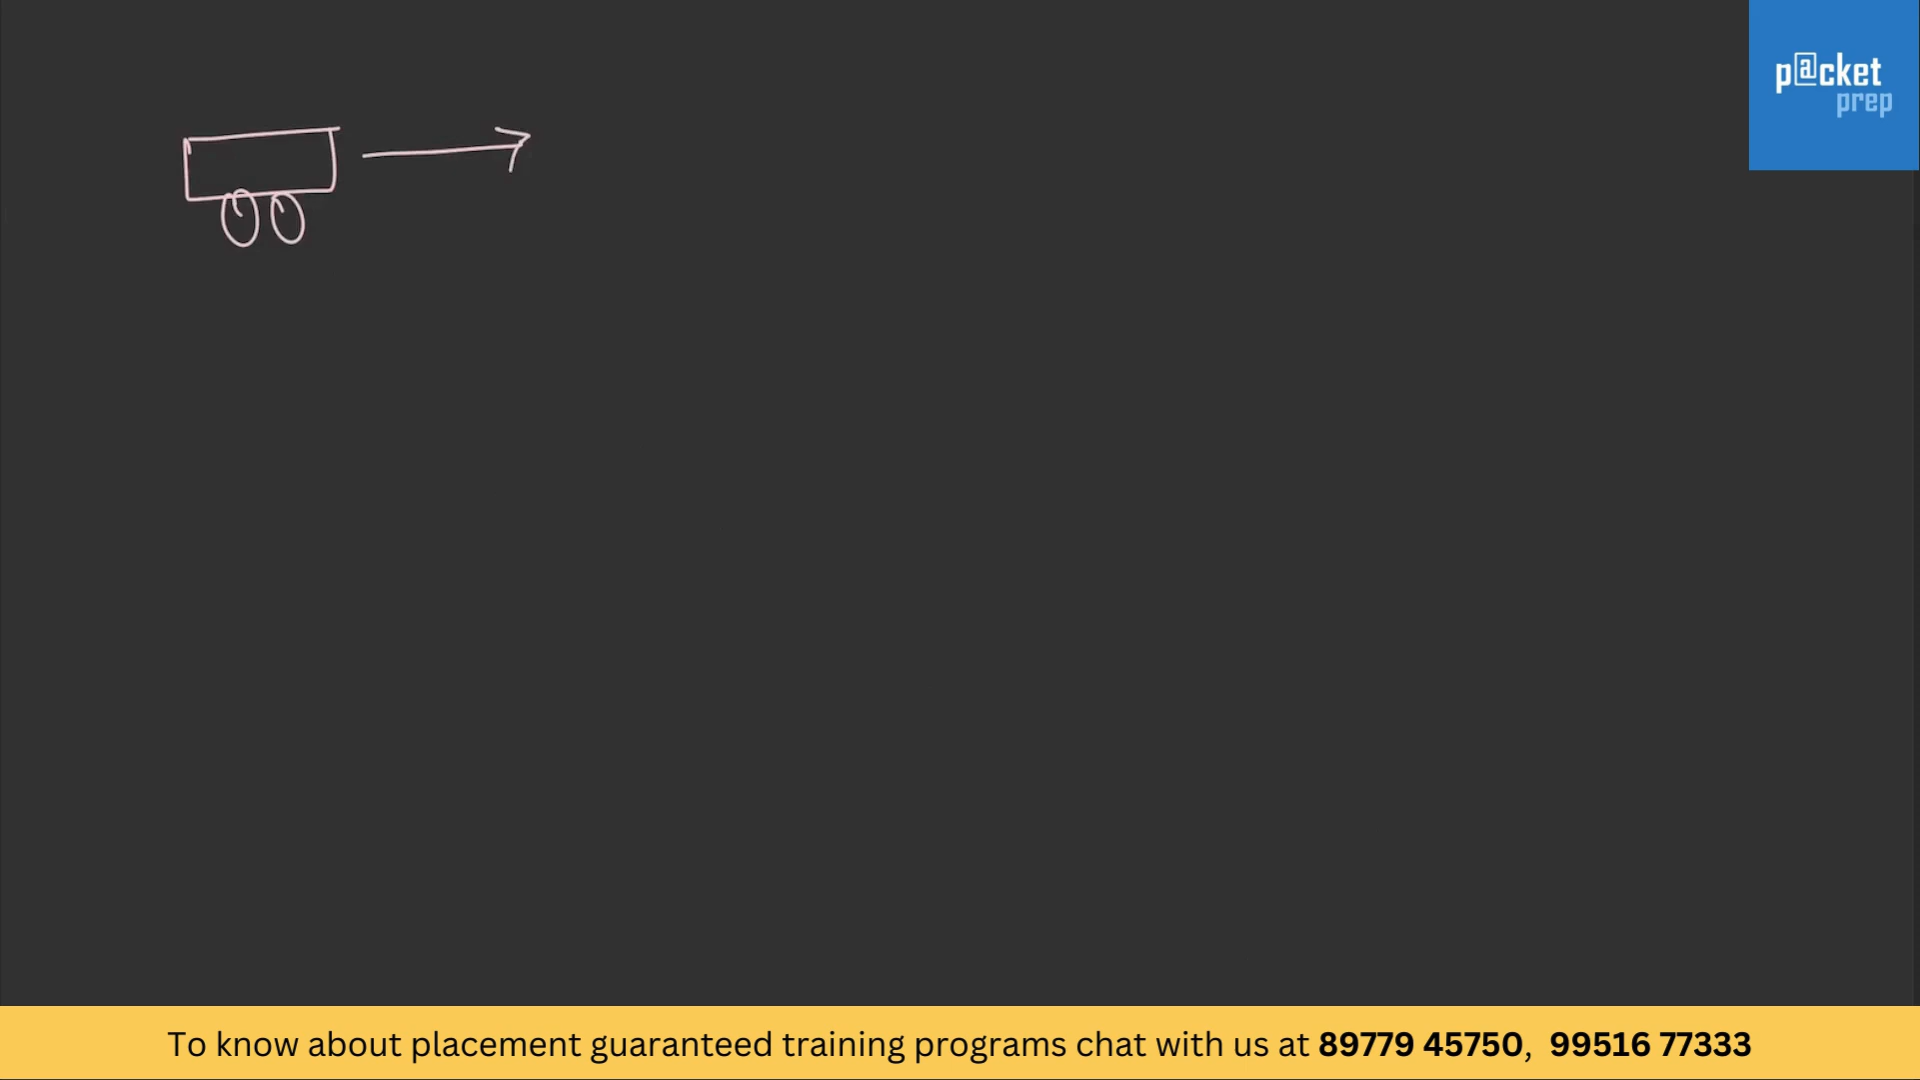 p@cket
prep
To know about placement guaranteed training programs chat with us at 89779 45750, 99516 77333